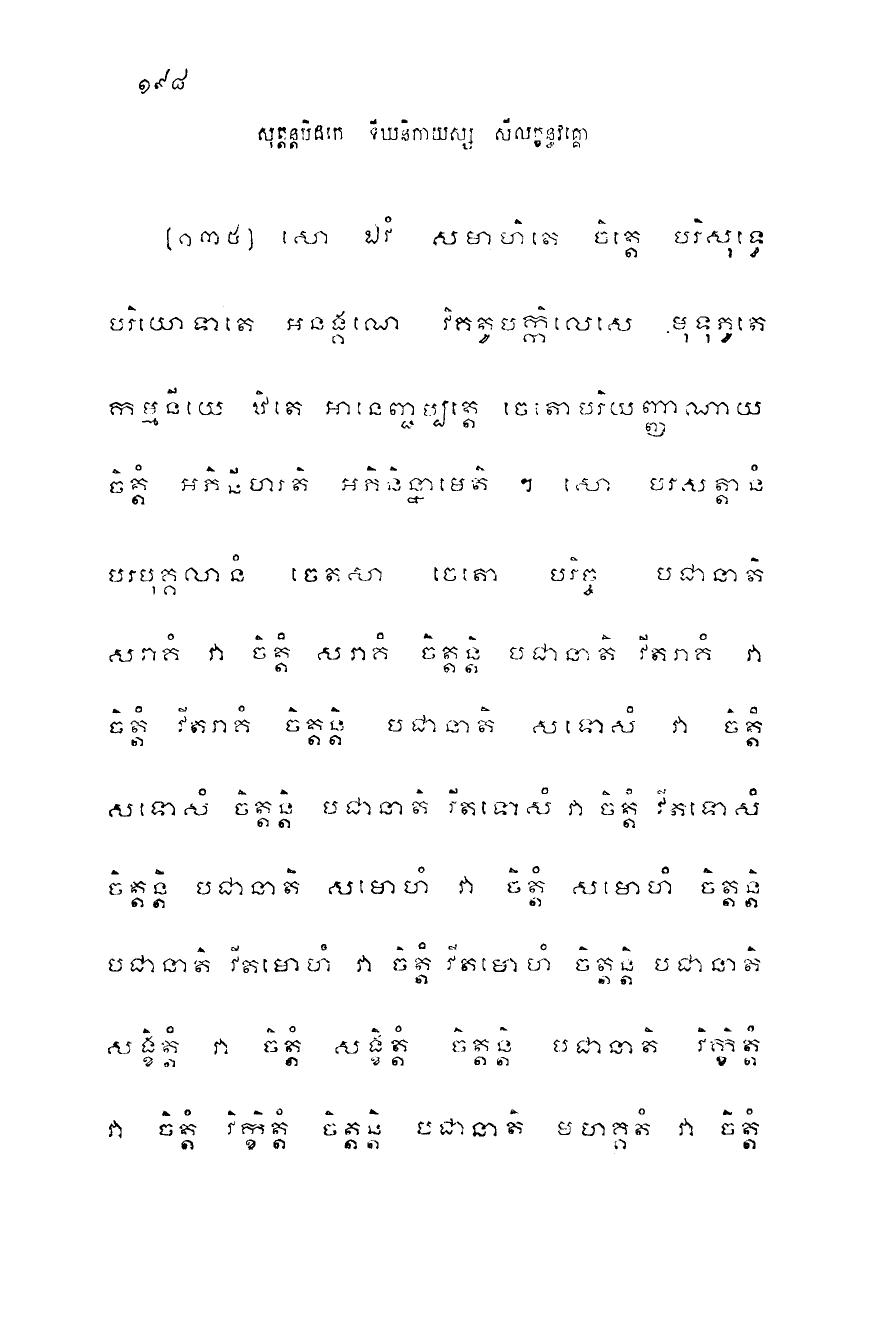 ១៩៨
សុត្តន្តបិដកេ ទីឃនិកាយស្ស សីលក្ខន្ធវគ្គោ
[១៣៥] សោ ឯវំ សមាហិតេ ចិត្តេ បរិសុទ្ធេ
បរិយោទាតេ អនង្គណេ វិគតូបក្កិលេសេ មុទុភូតេ
កម្មនីយេ ឋិតេ អានេញ្ជប្បត្តេ ចេតោបរិយញ្ញាណាយ
ចិត្តំ អភិនីហរតិ អភិនិន្នាមេតិ ។ សោ បរសត្តានំ
បរបុគ្គលានំ ចេតសា ចេតោ បរិច្ច បជានាតិ
សរាគំ វា ចិត្តំ សរាគំ ចិត្តន្តិ បជានាតិ វីតរាគំ វា
ចិត្តំ វីតរាគំ ចិត្តន្តិ បជានាតិ សទោសំ វា ចិត្តំ
សទោសំ ចិត្តន្តិ បជានាតិ វីតទោសំ វា ចិត្តំ វីតទោសំ
ចិត្តន្តិ បជានាតិ សមោហំ វា ចិត្តំ សមោហំ ចិត្តន្តិ
បជានាតិ វីតមោហំ វា ចិត្តំ វីតមោហំ ចិត្តន្តិ បជានាតិ
សង្ខិត្តំ វា ចិត្តំ សង្ខិត្តំ ចិត្តន្តិ បជានាតិ វិក្ខិត្តំ
វា ចិត្តំ វិក្ខិត្តំ ចិត្តន្តិ បជានាតិ មហគ្គតំ វា ចិត្តំ